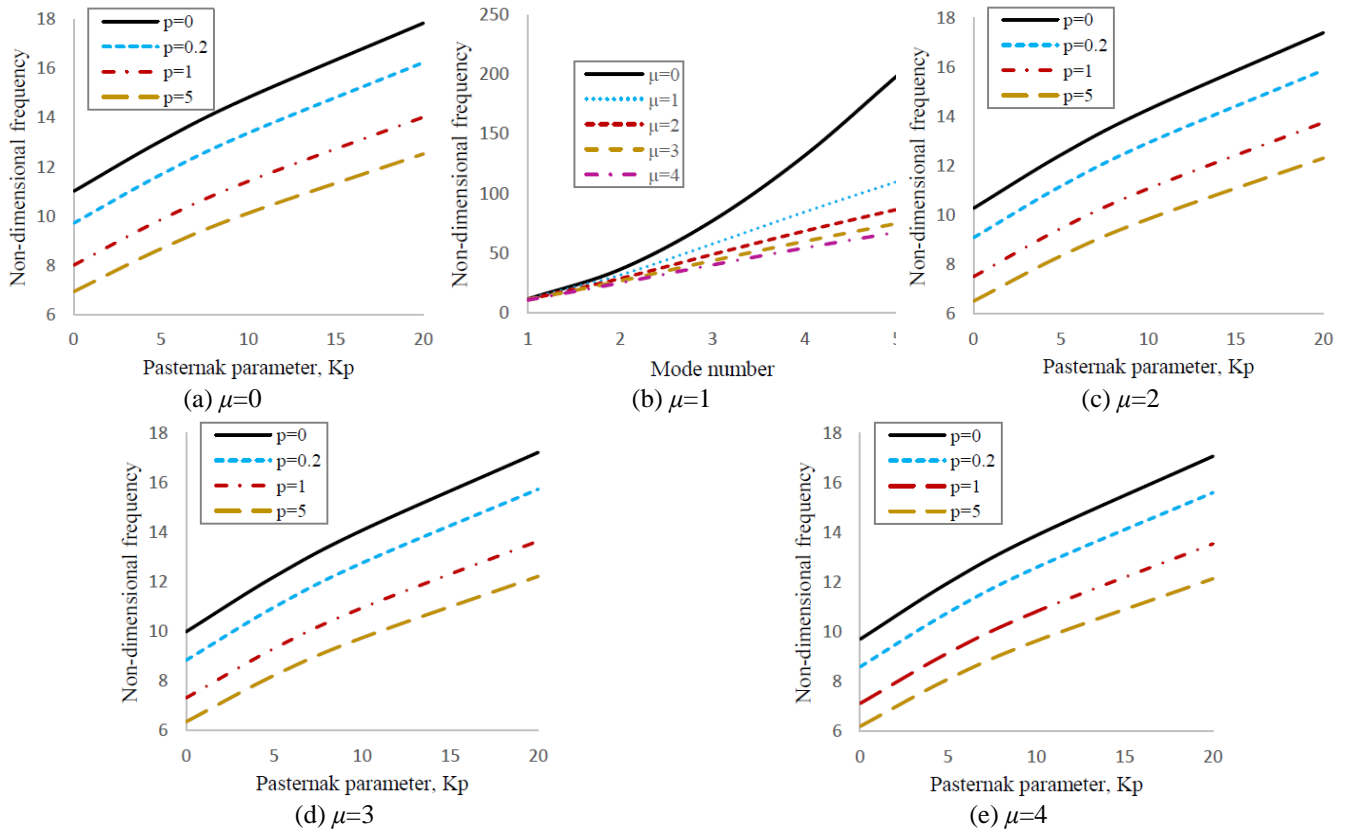 Non-dimensional frequency
18
16
14
12
10
8
6
p=0
p=0.2
p=1
p=5
0 5 10 15 20
Pasternak parameter, Kp
(a) μ=0
Non-dimensional frequency
250
200
150
100
50
0
μ=0
μ=1
μ=2
μ=3
μ=4
1 2 3 4 5
Mode number
(b) μ=1
Non-dimensional frequency
18
16
14
12
10
8
6
p=0
p=0.2
p=1
p=5
0 5 10 15 20
Pasternak parameter, Kp
(c) μ=2
Non-dimensional frequency
18
16
14
12
10
8
6
p=0
p=0.2
p=1
p=5
0 5 10 15 20
Pasternak parameter, Kp
(d) μ=3
Non-dimensional frequency
18
16
14
12
10
8
6
p=0
p=0.2
p=1
p=5
0 5 10 15 20
Pasternak parameter, Kp
(e) μ=4